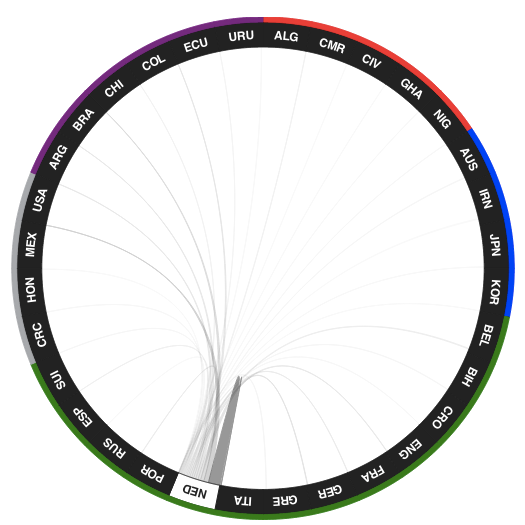 URU
ALG
CMR
CIV
GHA
NIG
AUS
IRN
JPN
KOR
BEL
BIH
CRO
ENG
FRA
GER
GRE
ITA
NED
POR
RUS
ESP
SUI
CRC
HON
MEX
USA
ARG
BRA
CHI
COL
ECU